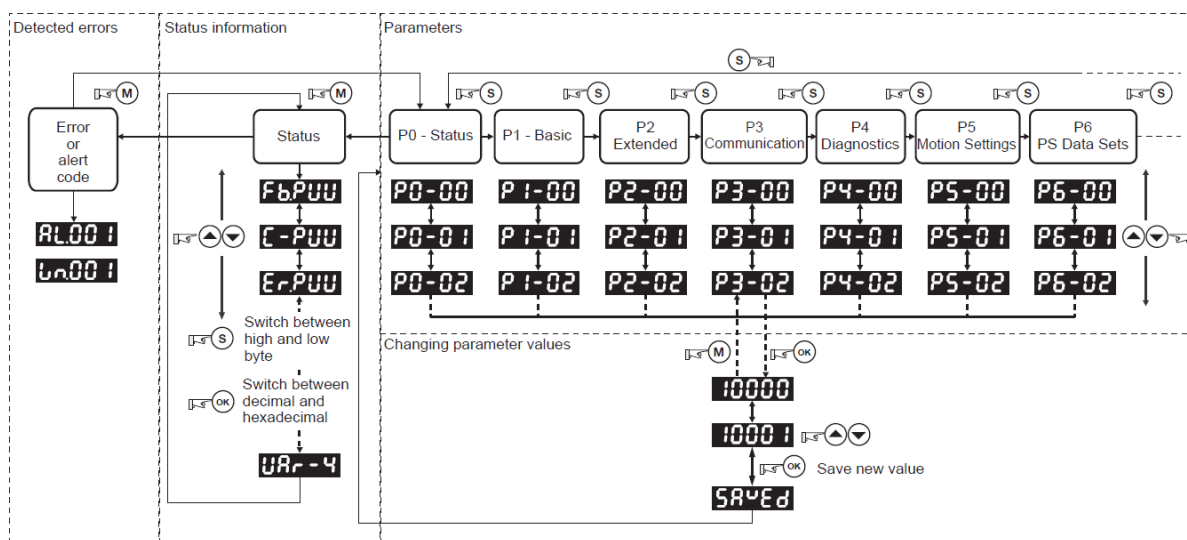 Detected errors
Status information
Parameters
S
M
M
S
S
S
S
S
S
S
Error
or
alert
code
Status
P0 - Status
P1 - Basic
P2
Extended
P3
Communication
P4
Diagnostics
P5
Motion Settings
P6
PS Data Sets
AL.001
Ln.001
Fb.PUU
C-PUU
Er.PUU
S
Switch between
high and low
byte
OK
Switch between
decimal and
hexadecimal
UAr-4
P0-00
P1-00
P2-00
P3-00
P4-00
P5-00
P6-00
P0-01
P1-01
P2-01
P3-01
P4-01
P5-01
P6-01
P0-02
P1-02
P2-02
P3-02
P4-02
P5-02
P6-02
Changing parameter values
M
OK
10000
10001
OK
Save new value
SAvEd